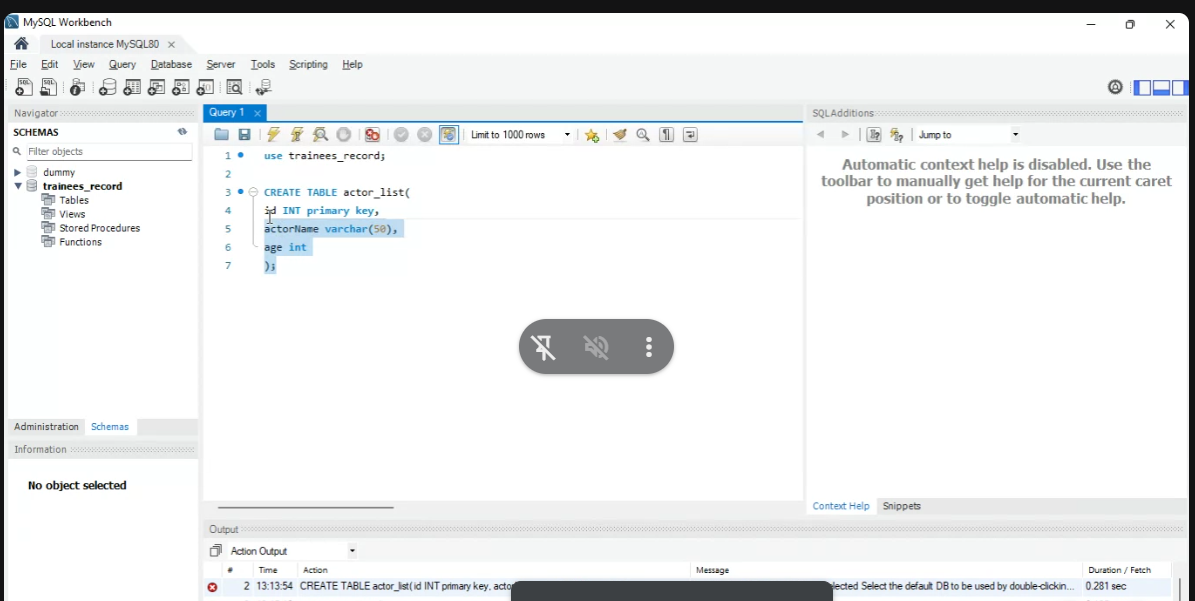 MySQL Workbench
Local instance MySQL80
File Edit View Query Database Server Tools Scripting Help
Navigator
SCHEMAS
Filter objects
dummy
trainees_record
Tables
Views
Stored Procedures
Functions
Administration Schemas
Information
No object selected
Query 1
Limit to 1000 rows
1 use trainees_record;
2
3 CREATE TABLE actor_list(
4 id INT primary key,
5 actorName varchar(50),
6 age int
7 );
SQLAdditions
Jump to
Automatic context help is disabled. Use the
toolbar to manually get help for the current caret
position or to toggle automatic help.
Context Help Snippets
Output
Action Output
# Time Action Message Duration / Fetch
2 13:13:54 CREATE TABLE actor_list( id INT primary key, Select the default DB to be used by double-clickin... 0.281 sec